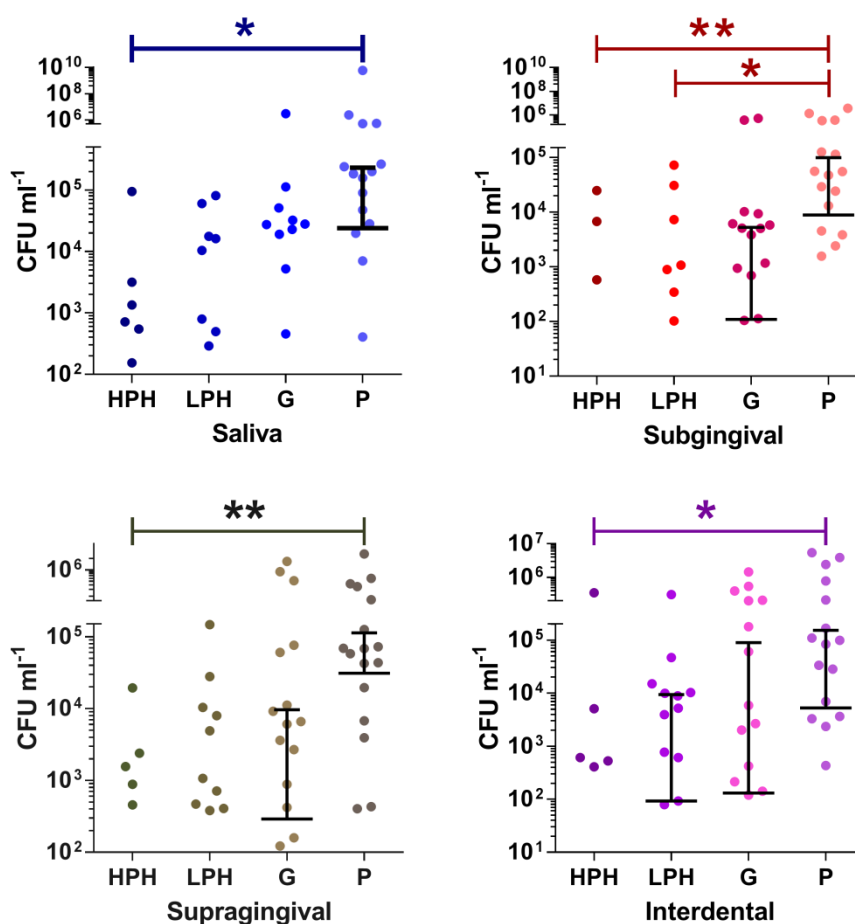 *
CFU ml⁻¹
10¹⁰
10⁸
10⁶
10⁵
10⁴
10³
10²
HPH LPH G P
Saliva
**
*
CFU ml⁻¹
10¹⁰
10⁸
10⁶
10⁵
10⁴
10³
10²
10¹
HPH LPH G P
Subgingival
**
CFU ml⁻¹
10⁶
10⁵
10⁴
10³
10²
HPH LPH G P
Supragingival
*
CFU ml⁻¹
10⁷
10⁶
10⁵
10⁴
10³
10²
10¹
HPH LPH G P
Interdental